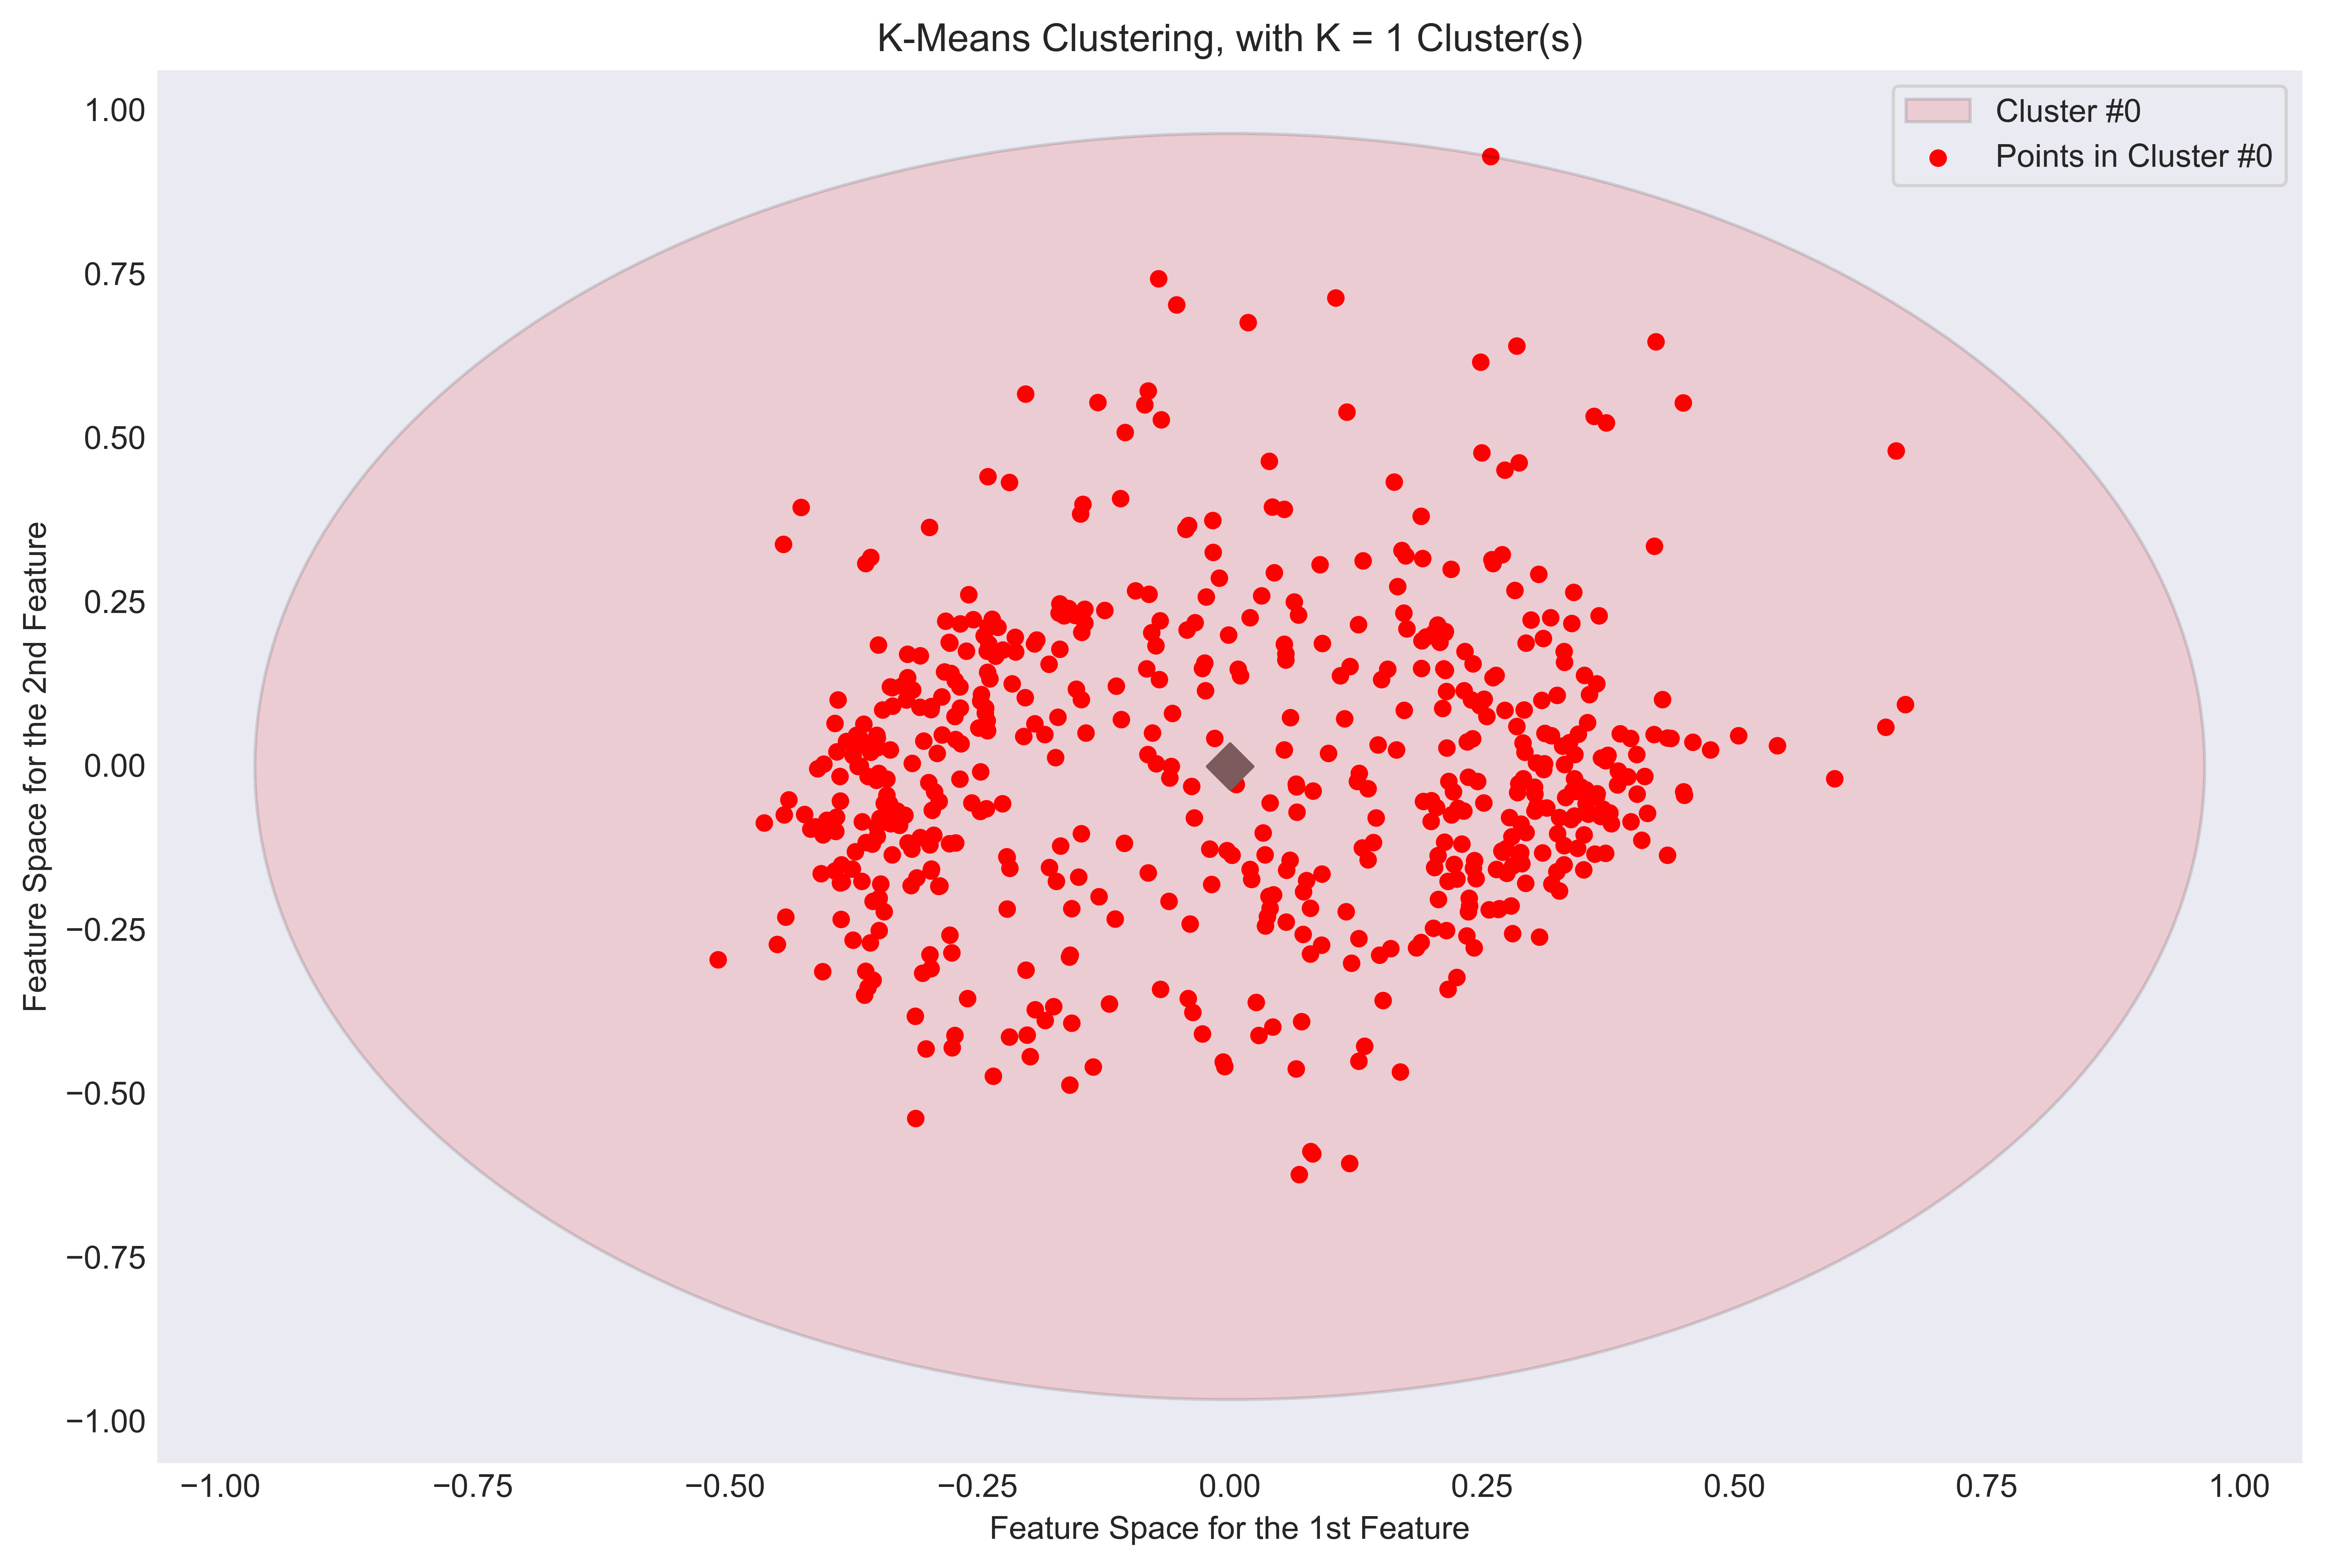 K-Means Clustering, with K = 1 Cluster(s)
Cluster #0
Points in Cluster #0
Feature Space for the 2nd Feature
1.00
0.75
0.50
0.25
0.00
−0.25
−0.50
−0.75
−1.00
−1.00 −0.75 −0.50 −0.25 0.00 0.25 0.50 0.75 1.00
Feature Space for the 1st Feature